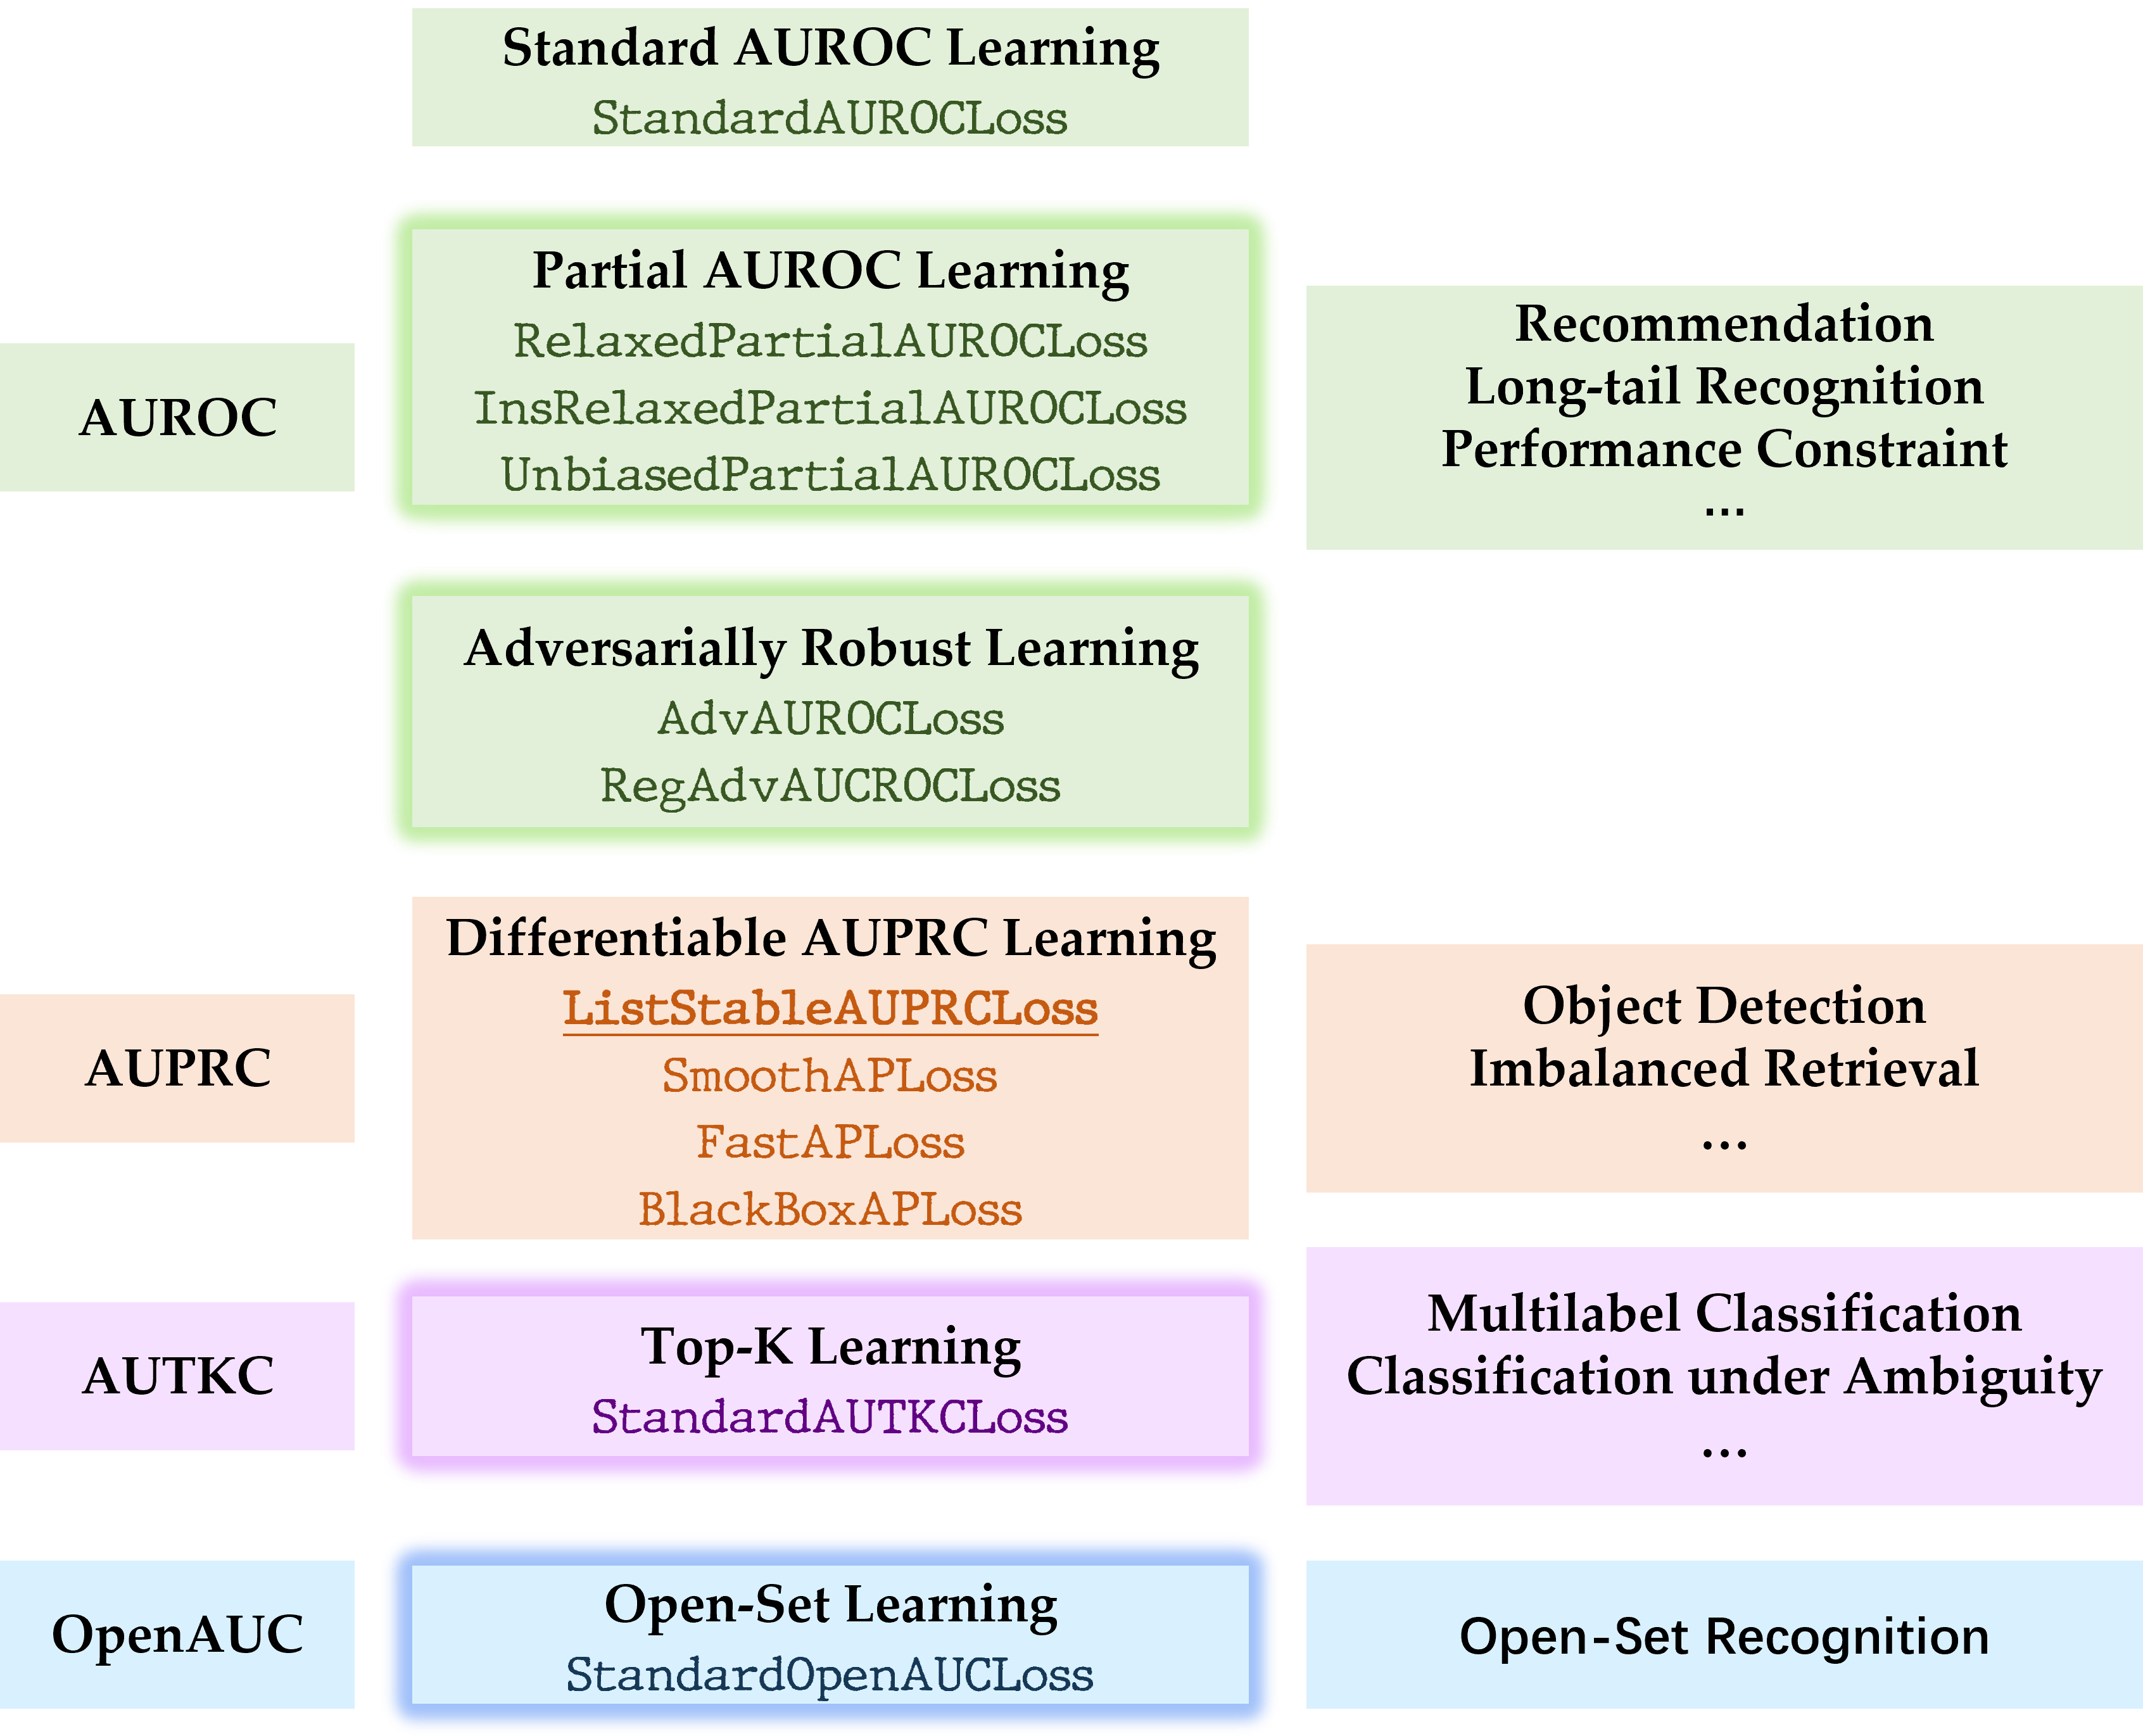 Standard AUROC Learning
StandardAUROCLoss
AUROC
Partial AUROC Learning
RelaxedPartialAUROCLoss
InsRelaxedPartialAUROCLoss
UnbiasedPartialAUROCLoss
Recommendation
Long-tail Recognition
Performance Constraint
...
Adversarially Robust Learning
AdvAUROCLoss
RegAdvAUCROCLoss
AUPRC
Differentiable AUPRC Learning
ListStableAUPRCLoss
SmoothAPLoss
FastAPLoss
BlackBoxAPLoss
Object Detection
Imbalanced Retrieval
...
AUTKC
Top-K Learning
StandardAUTKCLoss
Multilabel Classification
Classification under Ambiguity
...
OpenAUC
Open-Set Learning
StandardOpenAUCLoss
Open-Set Recognition